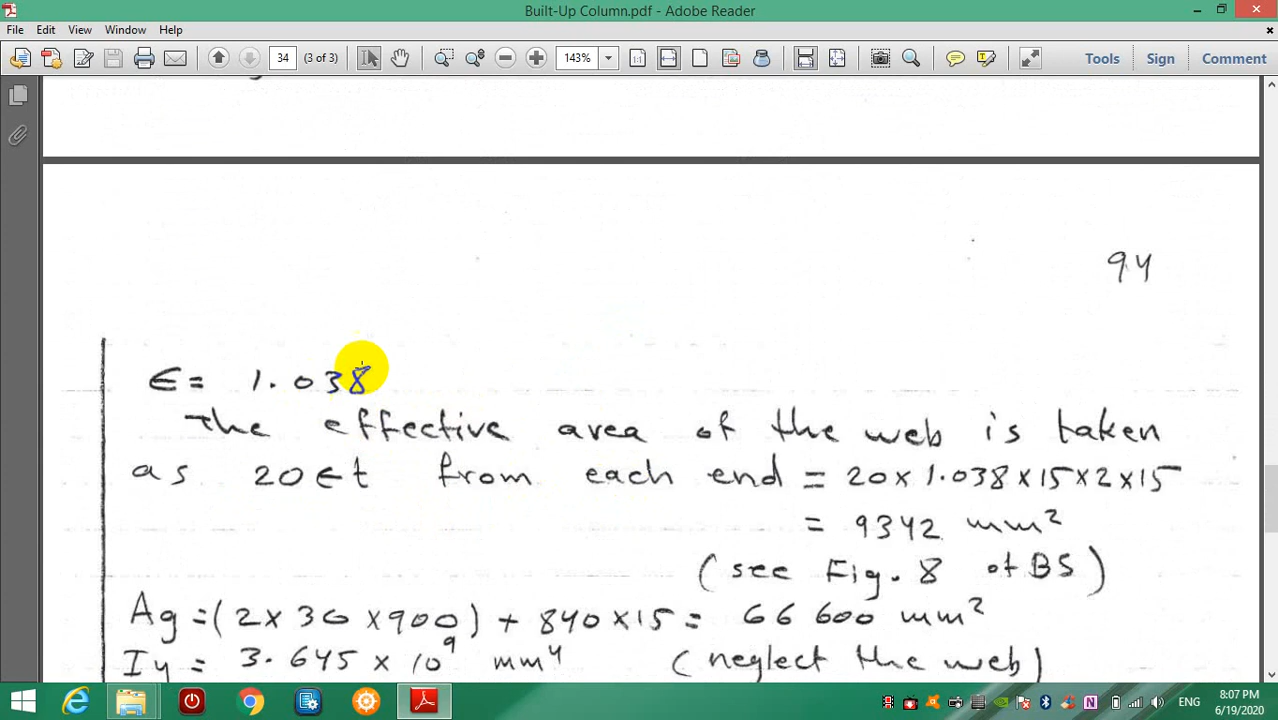 Built-Up Column.pdf - Adobe Reader
File Edit View Window Help
34 (3 of 3) 143% Tools Sign Comment
94
ϵ = 1.038
The effective area of the web is taken
as 20ϵt from each end = 20×1.038×15×2×15
= 9342 mm²
(see Fig. 8 of BS)
Ag = (2×30×900) + 840×15 = 66 600 mm²
Iy = 3.645 × 10⁹ mm⁴ (neglect the web)
ENG
8:07 PM
6/19/2020